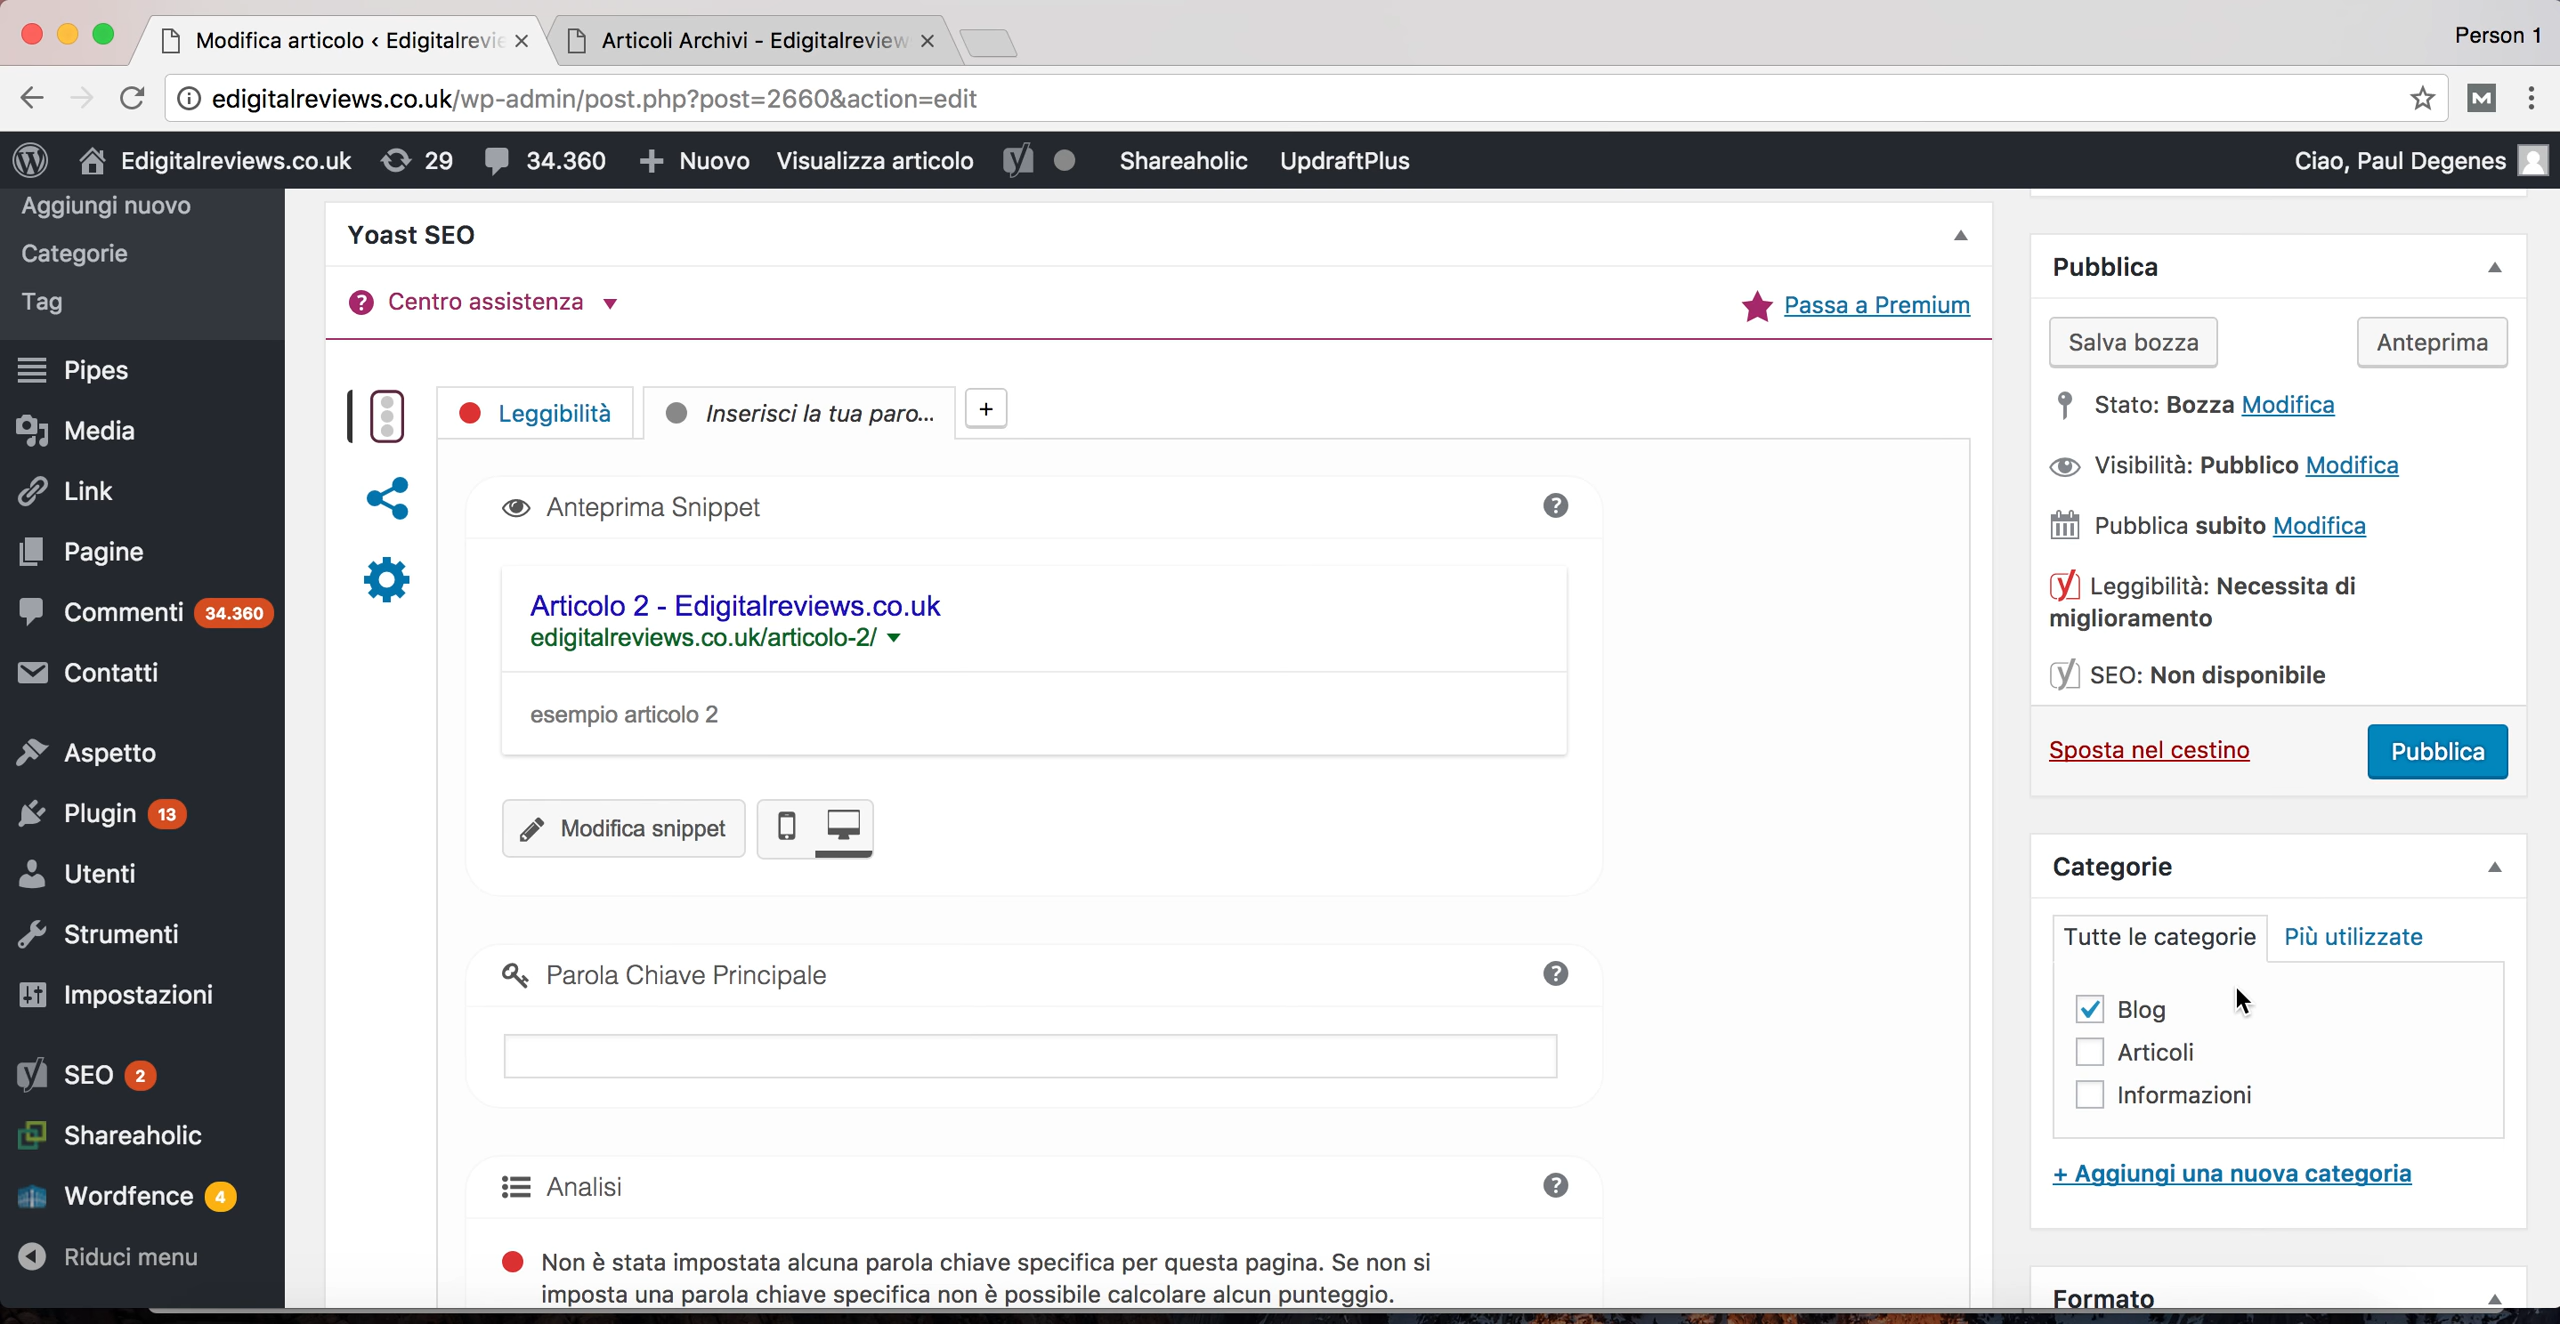 Modifica articolo ‹ Edigitalrevie
Articoli Archivi - Edigitalreview
Person 1
edigitalreviews.co.uk/wp-admin/post.php?post=2660&action=edit
Edigitalreviews.co.uk 29 34.360 Nuovo Visualizza articolo Shareaholic UpdraftPlus Ciao, Paul Degenes
Aggiungi nuovo
Categorie
Tag
Pipes
Media
Link
Pagine
Commenti 34.360
Contatti
Aspetto
Plugin 13
Utenti
Strumenti
Impostazioni
SEO 2
Shareaholic
Wordfence 4
Riduci menu
Yoast SEO
Centro assistenza
Passa a Premium
Leggibilità
Inserisci la tua paro...
+
Anteprima Snippet
Articolo 2 - Edigitalreviews.co.uk
edigitalreviews.co.uk/articolo-2/
esempio articolo 2
Modifica snippet
Parola Chiave Principale
Analisi
Non è stata impostata alcuna parola chiave specifica per questa pagina. Se non si
imposta una parola chiave specifica non è possibile calcolare alcun punteggio.
Pubblica
Salva bozza
Anteprima
Stato: Bozza Modifica
Visibilità: Pubblico Modifica
Pubblica subito Modifica
Leggibilità: Necessita di
miglioramento
SEO: Non disponibile
Sposta nel cestino
Pubblica
Categorie
Tutte le categorie
Più utilizzate
Blog
Articoli
Informazioni
+ Aggiungi una nuova categoria
Formato